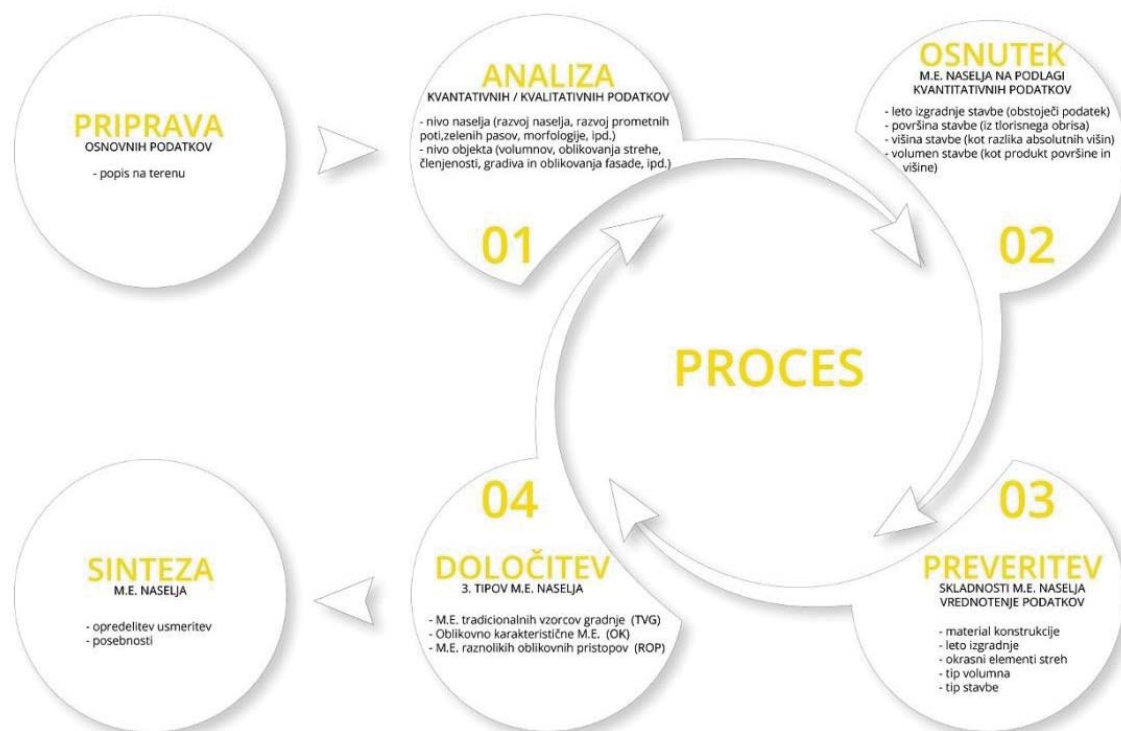 PRIPRAVA
OSNOVNIH PODATKOV
- popis na terenu
ANALIZA
KVANTATIVNIH / KVALITATIVNIH PODATKOV
- nivo naselja (razvoj naselja, razvoj prometnih
poti,zelenih pasov, morfologije, ipd.)
- nivo objekta (volumnov, oblikovanja strehe,
členjenosti, gradiva in oblikovanja fasade, ipd.)
01
OSNUTEK
M.E. NASELJA NA PODLAGI
KVANTITATIVNIH PODATKOV
- leto izgradnje stavbe (obstoječi podatek)
- površina stavbe (iz tlorisnega obrisa)
- višina stavbe (kot razlika absolutnih višin)
- volumen stavbe (kot produkt površine in
višine)
02
PROCES
03
PREVERITEV
SKLADNOSTI M.E. NASELJA
VREDNOTENJE PODATKOV
- material konstrukcije
- leto izgradnje
- okrasni elementi streh
- tip volumna
- tip stavbe
04
DOLOČITEV
3. TIPOV M.E. NASELJA
- M.E. tradicionalnih vzorcev gradnje (TVG)
- Oblikovno karakteristične M.E. (OK)
- M.E. raznolikih oblikovnih pristopov (ROP)
SINTEZA
M.E. NASELJA
- opredelitev usmeritev
- posebnosti